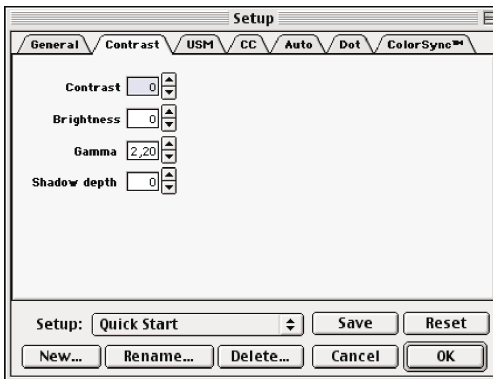 Setup
General Contrast USM CC Auto Dot ColorSync™
Contrast 0
Brightness 0
Gamma 2,20
Shadow depth 0
Setup: Quick Start Save Reset
New... Rename... Delete... Cancel OK